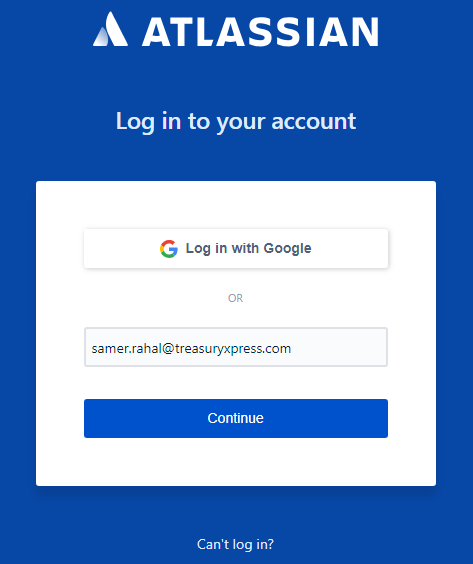 ATLASSIAN
Log in to your account
Log in with Google
OR
samer.rahal@treasuryxpress.com
Continue
Can't log in?